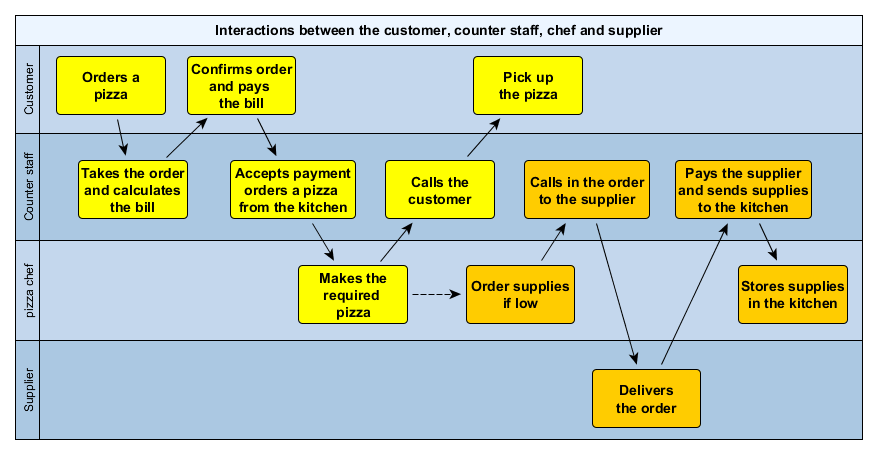 Interactions between the customer, counter staff, chef and supplier
Customer
Orders a
pizza
Confirms order
and pays
the bill
Pick up
the pizza
Counter staff
Takes the order
and calculates
the bill
Accepts payment
orders a pizza
from the kitchen
Calls the
customer
Calls in the order
to the supplier
Pays the supplier
and sends supplies
to the kitchen
pizza chef
Makes the
required
pizza
Order supplies
if low
Stores supplies
in the kitchen
Supplier
Delivers
the order